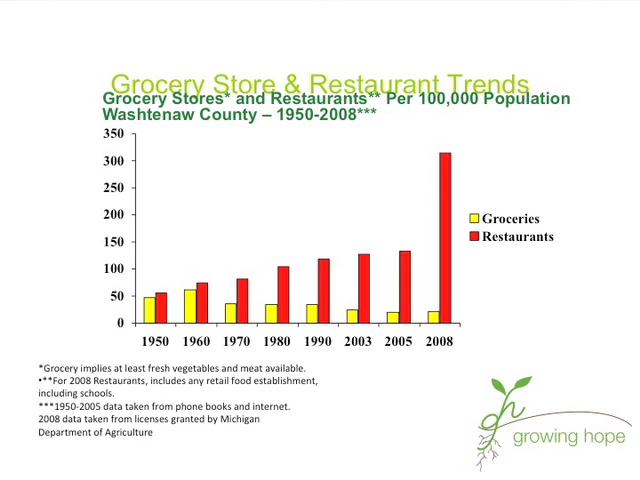 Grocery Store & Restaurant Trends
Grocery Stores* and Restaurants** Per 100,000 Population
Washtenaw County – 1950-2008***
350
300
250
200
150
100
50
0
1950 1960 1970 1980 1990 2003 2005 2008
Groceries
Restaurants
*Grocery implies at least fresh vegetables and meat available.
•**For 2008 Restaurants, includes any retail food establishment,
including schools.
***1950-2005 data taken from phone books and internet.
2008 data taken from licenses granted by Michigan
Department of Agriculture
gh
growing hope